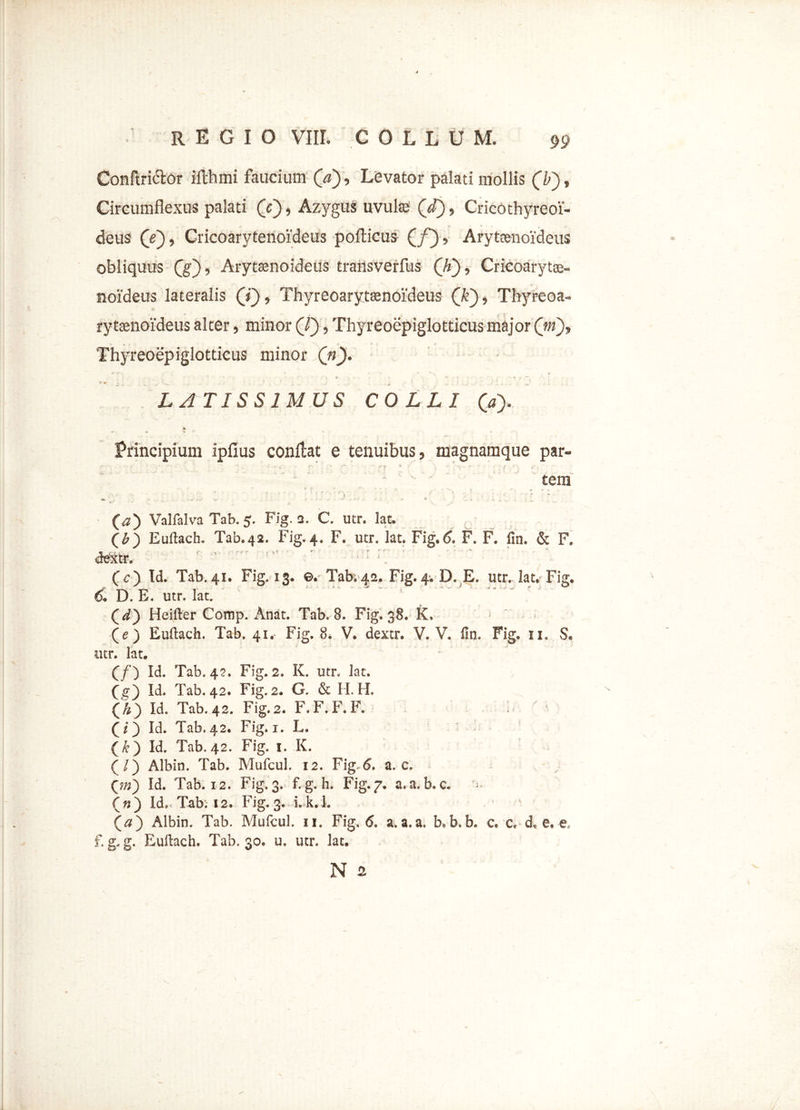 REGIO VIII. COLLUM. 99
Conſtrictor iſthmi faucium (a), Levator palati mollis (b),
Circumflexus palati (c), Azygus uvulæ (d), Cricothyreoï-
deus (e), Cricoarytenoïdeus poſticus (f), Arytænoïdeus
obliquus (g), Arytænoideus transverſus (h), Cricoarytæ-
noïdeus lateralis (i), Thyreoarytænoïdeus (k), Thyreoa-
rytænoïdeus alter, minor (l), Thyreoëpiglotticus major (m),
Thyreoëpiglotticus minor (n).
LATISSIMUS COLLI (a).
Principium ipſius conſtat e tenuibus, magnamque par-
tem
(a) Valſalva Tab. 5. Fig. 2. C. utr. lat.
(b) Euſtach. Tab. 42. Fig. 4. F. utr. lat. Fig. 6. F. F. ſin. & F.
dextr.
(c) Id. Tab. 41. Fig. 13. Θ. Tab. 42. Fig. 4. D. E. utr. lat. Fig.
6. D. E. utr. lat.
(d) Heiſter Comp. Anat. Tab. 8. Fig. 38. K.
(e) Euſtach. Tab. 41. Fig. 8. V. dextr. V. V. ſin. Fig. 11. S.
utr. lat.
(f) Id. Tab. 42. Fig. 2. K. utr. lat.
(g) Id. Tab. 42. Fig. 2. G. & H. H.
(h) Id. Tab. 42. Fig. 2. F. F. F. F.
(i) Id. Tab. 42. Fig. 1. L.
(k) Id. Tab. 42. Fig. 1. K.
(l) Albin. Tab. Muſcul. 12. Fig. 6. a. c.
(m) Id. Tab. 12. Fig. 3. f. g. h. Fig. 7. a. a. b. c.
(n) Id. Tab. 12. Fig. 3. i. k. l.
(a) Albin. Tab. Muſcul. 11. Fig. 6. a. a. a. b. b. b. c. c. d. e. e.
f. g. g. Euſtach. Tab. 30. u. utr. lat.
N 2